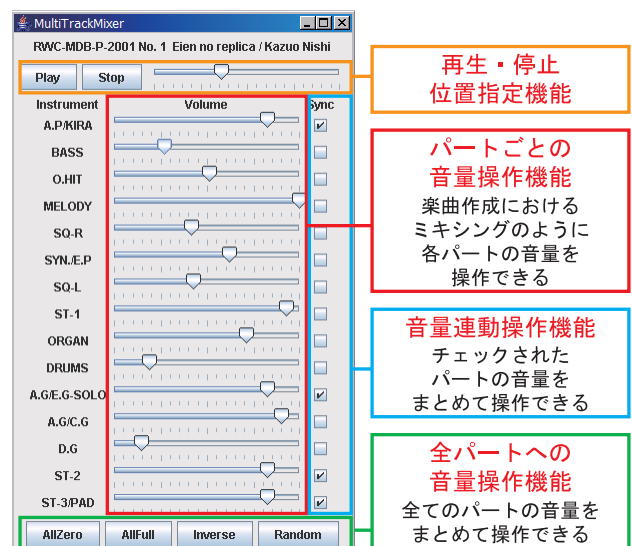 MultiTrackMixer
RWC-MDB-P-2001 No. 1 Eien no replica / Kazuo Nishi
Play Stop
Instrument Volume Sync
A.P/KIRA
BASS
O.HIT
MELODY
SQ-R
SYN./E.P
SQ-L
ST-1
ORGAN
DRUMS
A.G/E.G-SOLO
A.G/C.G
D.G
ST-2
ST-3/PAD
AllZero AllFull Inverse Random
再生・停止
位置指定機能
パートごとの
音量操作機能
楽曲作成における
ミキシングのように
各パートの音量を
操作できる
音量連動操作機能
チェックされた
パートの音量を
まとめて操作できる
全パートへの
音量操作機能
全てのパートの音量を
まとめて操作できる